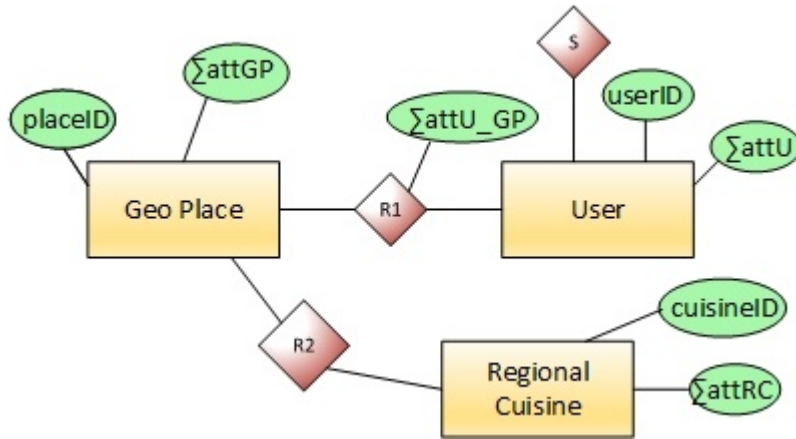 S
∑attGP
userID
placeID
∑attU_GP
∑attU
Geo Place
R1
User
cuisineID
R2
Regional
Cuisine
∑attRC